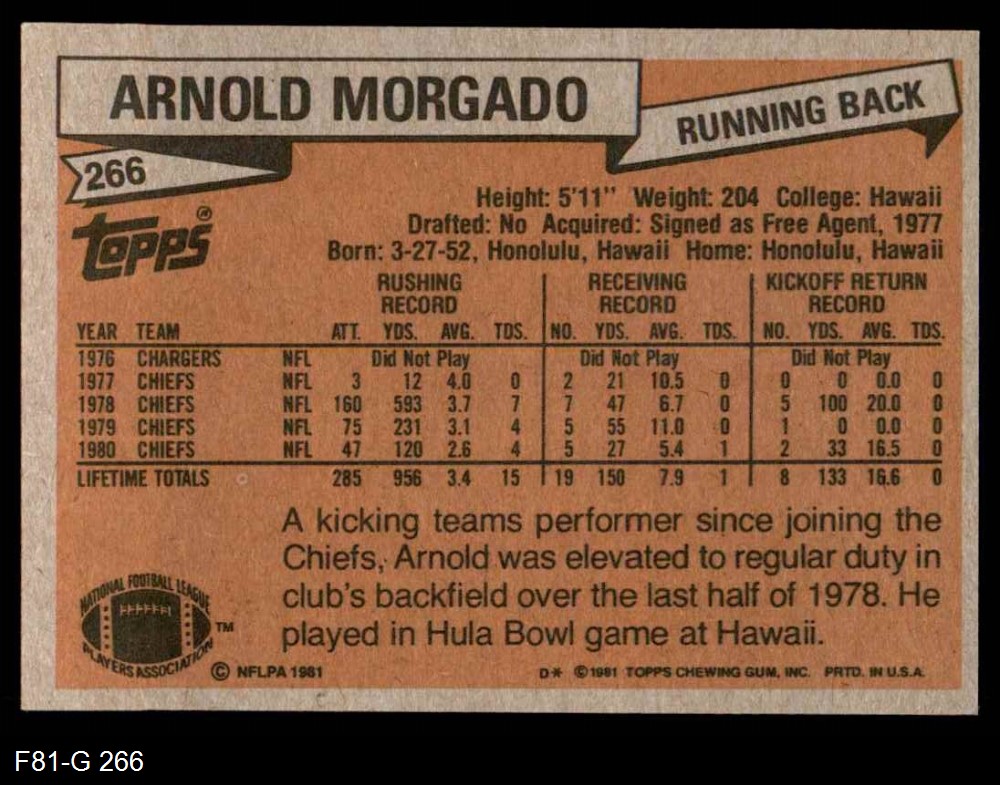 ARNOLD MORGADO
RUNNING BACK
266
TOPPS®
Height: 5'11" Weight: 204 College: Hawaii
Drafted: No Acquired: Signed as Free Agent, 1977
Born: 3-27-52, Honolulu, Hawaii Home: Honolulu, Hawaii
RUSHING RECORD RECEIVING RECORD KICKOFF RETURN RECORD
YEAR TEAM ATT. YDS. AVG. TDS. NO. YDS. AVG. TDS. NO. YDS. AVG. TDS.
1976 CHARGERS NFL Did Not Play Did Not Play Did Not Play
1977 CHIEFS NFL 3 12 4.0 0 2 21 10.5 0 0 0 0.0 0
1978 CHIEFS NFL 160 593 3.7 7 7 47 6.7 0 5 100 20.0 0
1979 CHIEFS NFL 75 231 3.1 4 5 55 11.0 0 1 0 0.0 0
1980 CHIEFS NFL 47 120 2.6 4 5 27 5.4 1 2 33 16.5 0
LIFETIME TOTALS 285 956 3.4 15 19 150 7.9 1 8 133 16.6 0
A kicking teams performer since joining the
Chiefs, Arnold was elevated to regular duty in
club's backfield over the last half of 1978. He
played in Hula Bowl game at Hawaii.
NATIONAL FOOTBALL LEAGUE
PLAYERS ASSOCIATION
TM
© NFLPA 1981
D* © 1981 TOPPS CHEWING GUM, INC. PRTD. IN U.S.A.
F81-G 266